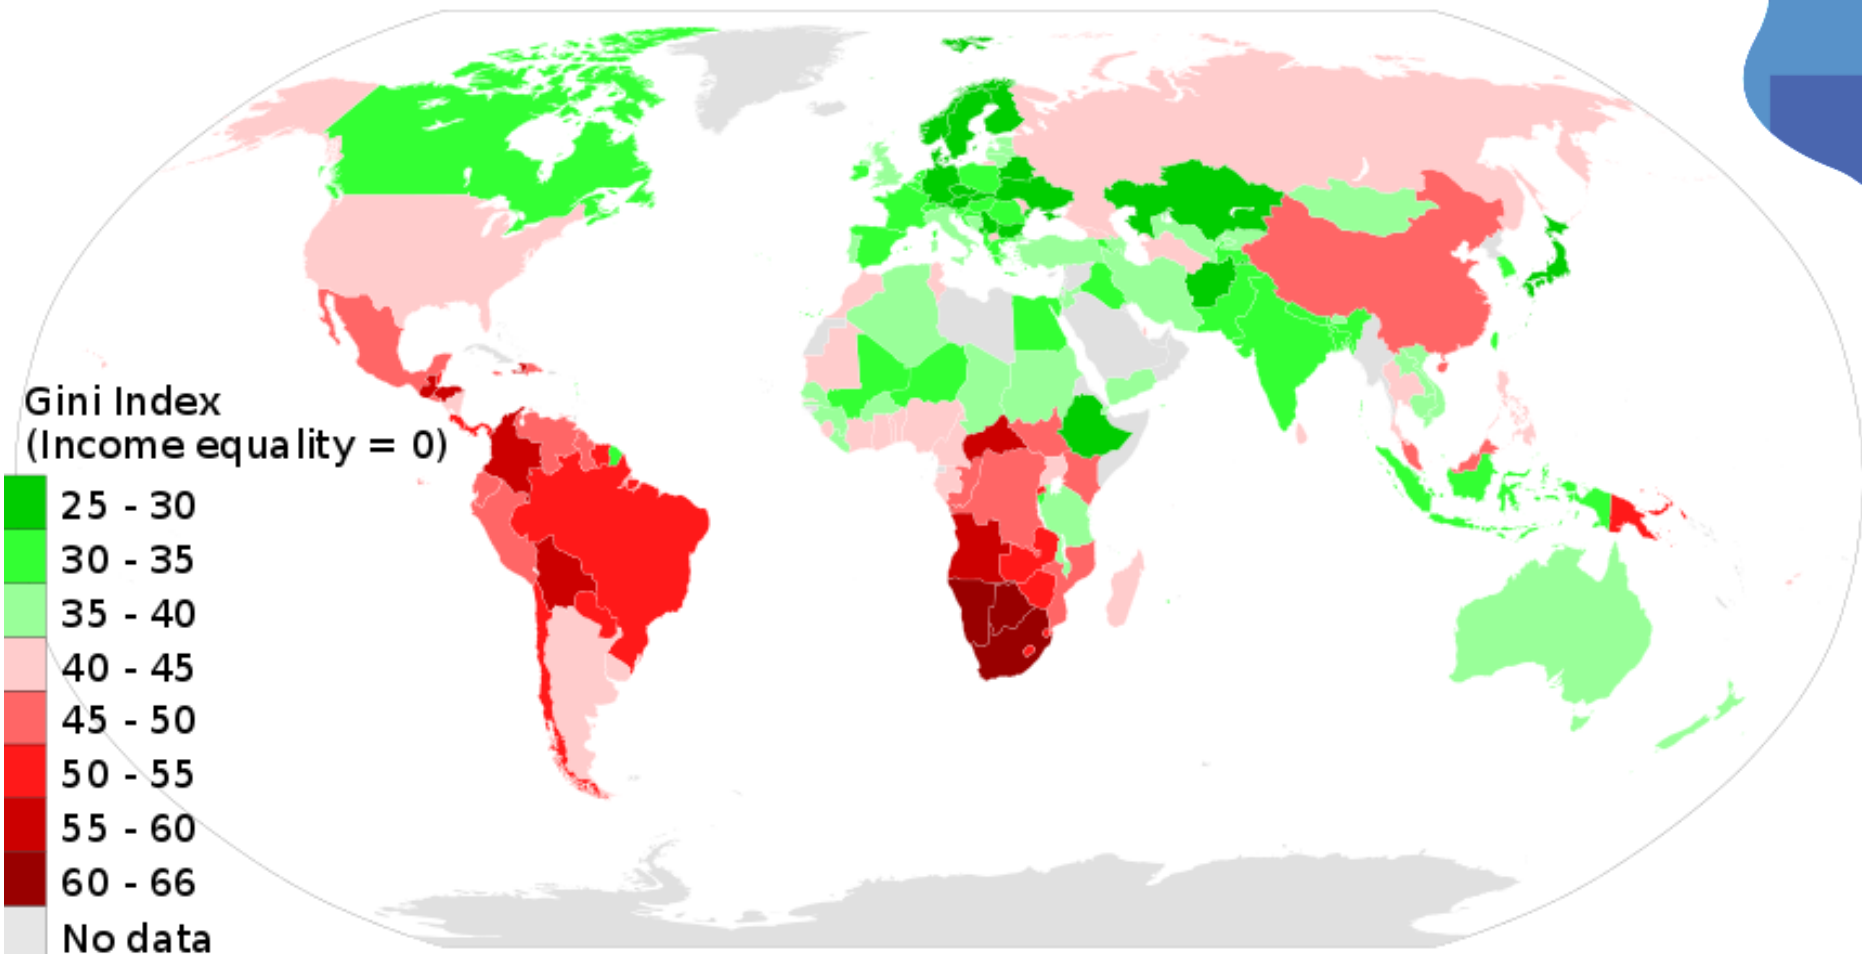 Gini Index
(Income equality = 0)
25 - 30
30 - 35
35 - 40
40 - 45
45 - 50
50 - 55
55 - 60
60 - 66
No data